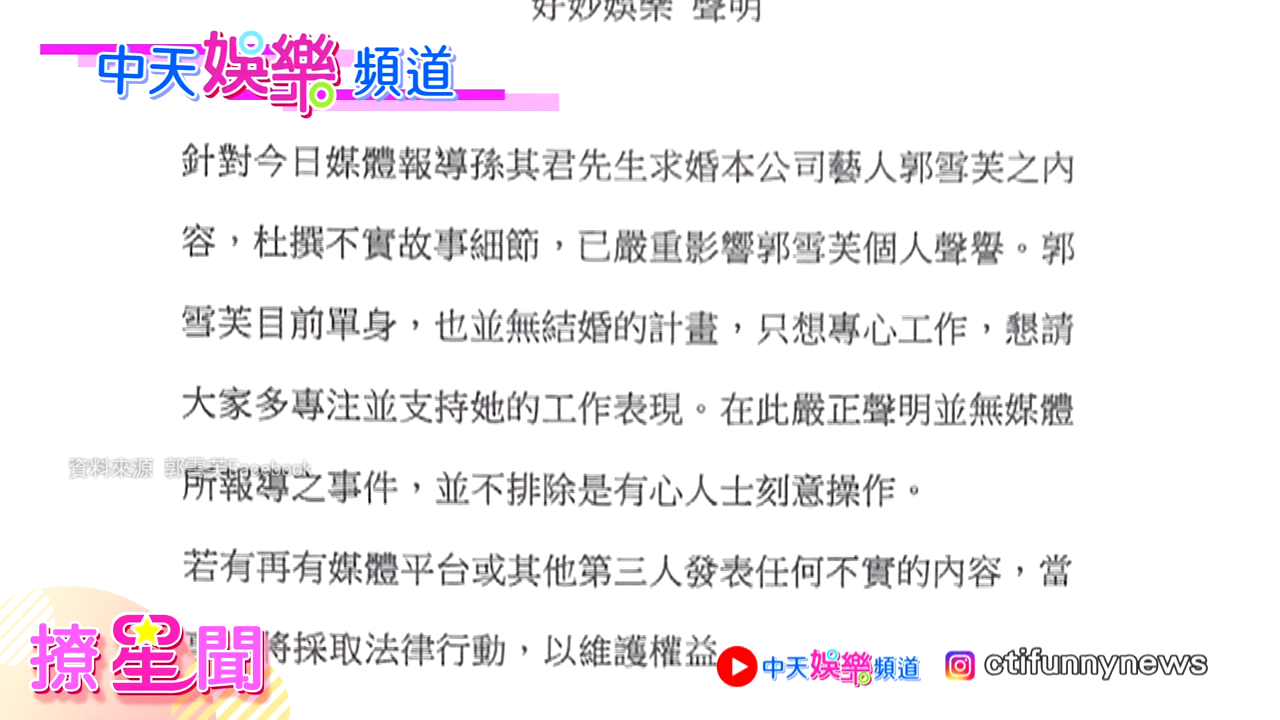 好妙娛樂 聲明
中天娛樂頻道
針對今日媒體報導孫其君先生求婚本公司藝人郭雪芙之內
容，杜撰不實故事細節，已嚴重影響郭雪芙個人聲譽。郭
雪芙目前單身，也並無結婚的計畫，只想專心工作，懇請
大家多專注並支持她的工作表現。在此嚴正聲明並無媒體
資料來源 郭雪芙Facebook
所報導之事件，並不排除是有心人士刻意操作。
若有再有媒體平台或其他第三人發表任何不實的內容，當
將採取法律行動，以維護權益
撩星聞
中天娛樂頻道
ctifunnynews